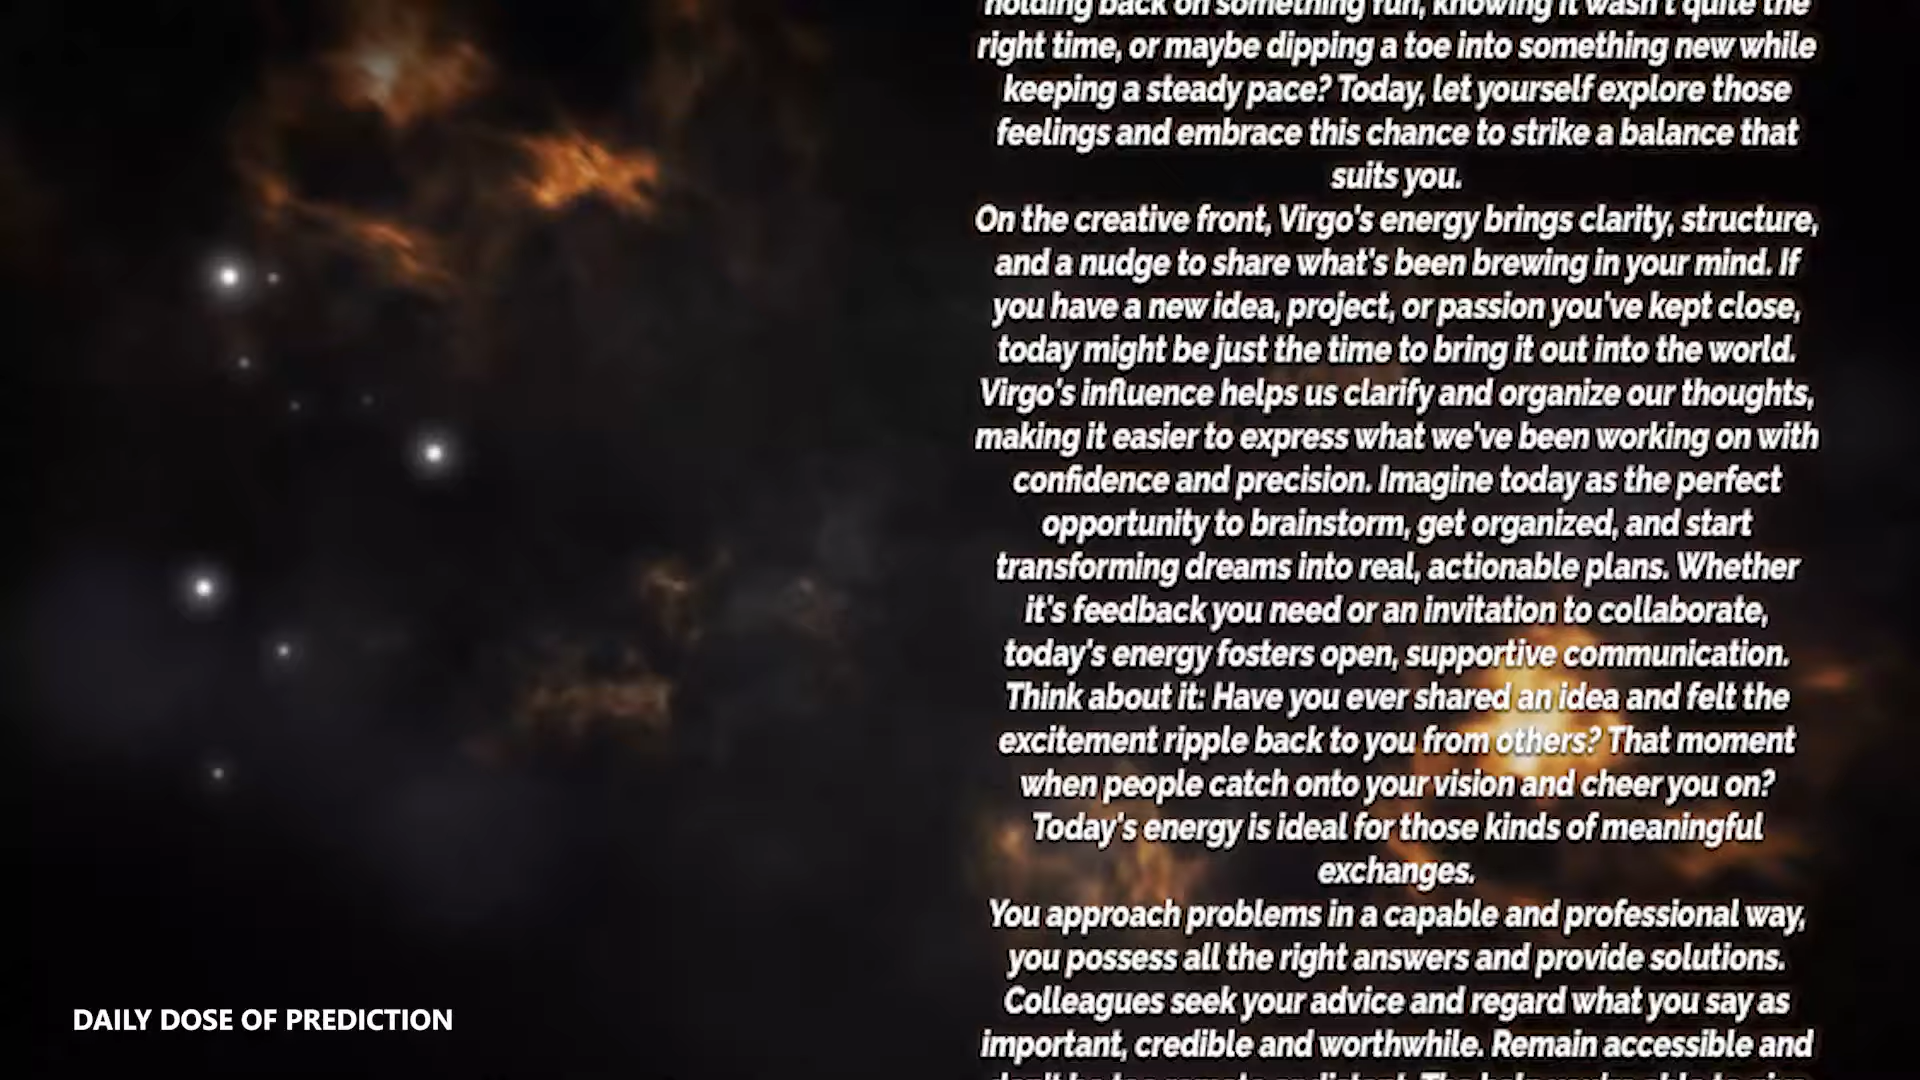 holding back on something fun, knowing it wasn't quite the
right time, or maybe dipping a toe into something new while
keeping a steady pace? Today, let yourself explore those
feelings and embrace this chance to strike a balance that
suits you.
On the creative front, Virgo's energy brings clarity, structure,
and a nudge to share what's been brewing in your mind. If
you have a new idea, project, or passion you've kept close,
today might be just the time to bring it out into the world.
Virgo's influence helps us clarify and organize our thoughts,
making it easier to express what we've been working on with
confidence and precision. Imagine today as the perfect
opportunity to brainstorm, get organized, and start
transforming dreams into real, actionable plans. Whether
it's feedback you need or an invitation to collaborate,
today's energy fosters open, supportive communication.
Think about it: Have you ever shared an idea and felt the
excitement ripple back to you from others? That moment
when people catch onto your vision and cheer you on?
Today's energy is ideal for those kinds of meaningful
exchanges.
You approach problems in a capable and professional way,
you possess all the right answers and provide solutions.
Colleagues seek your advice and regard what you say as
important, credible and worthwhile. Remain accessible and
DAILY DOSE OF PREDICTION